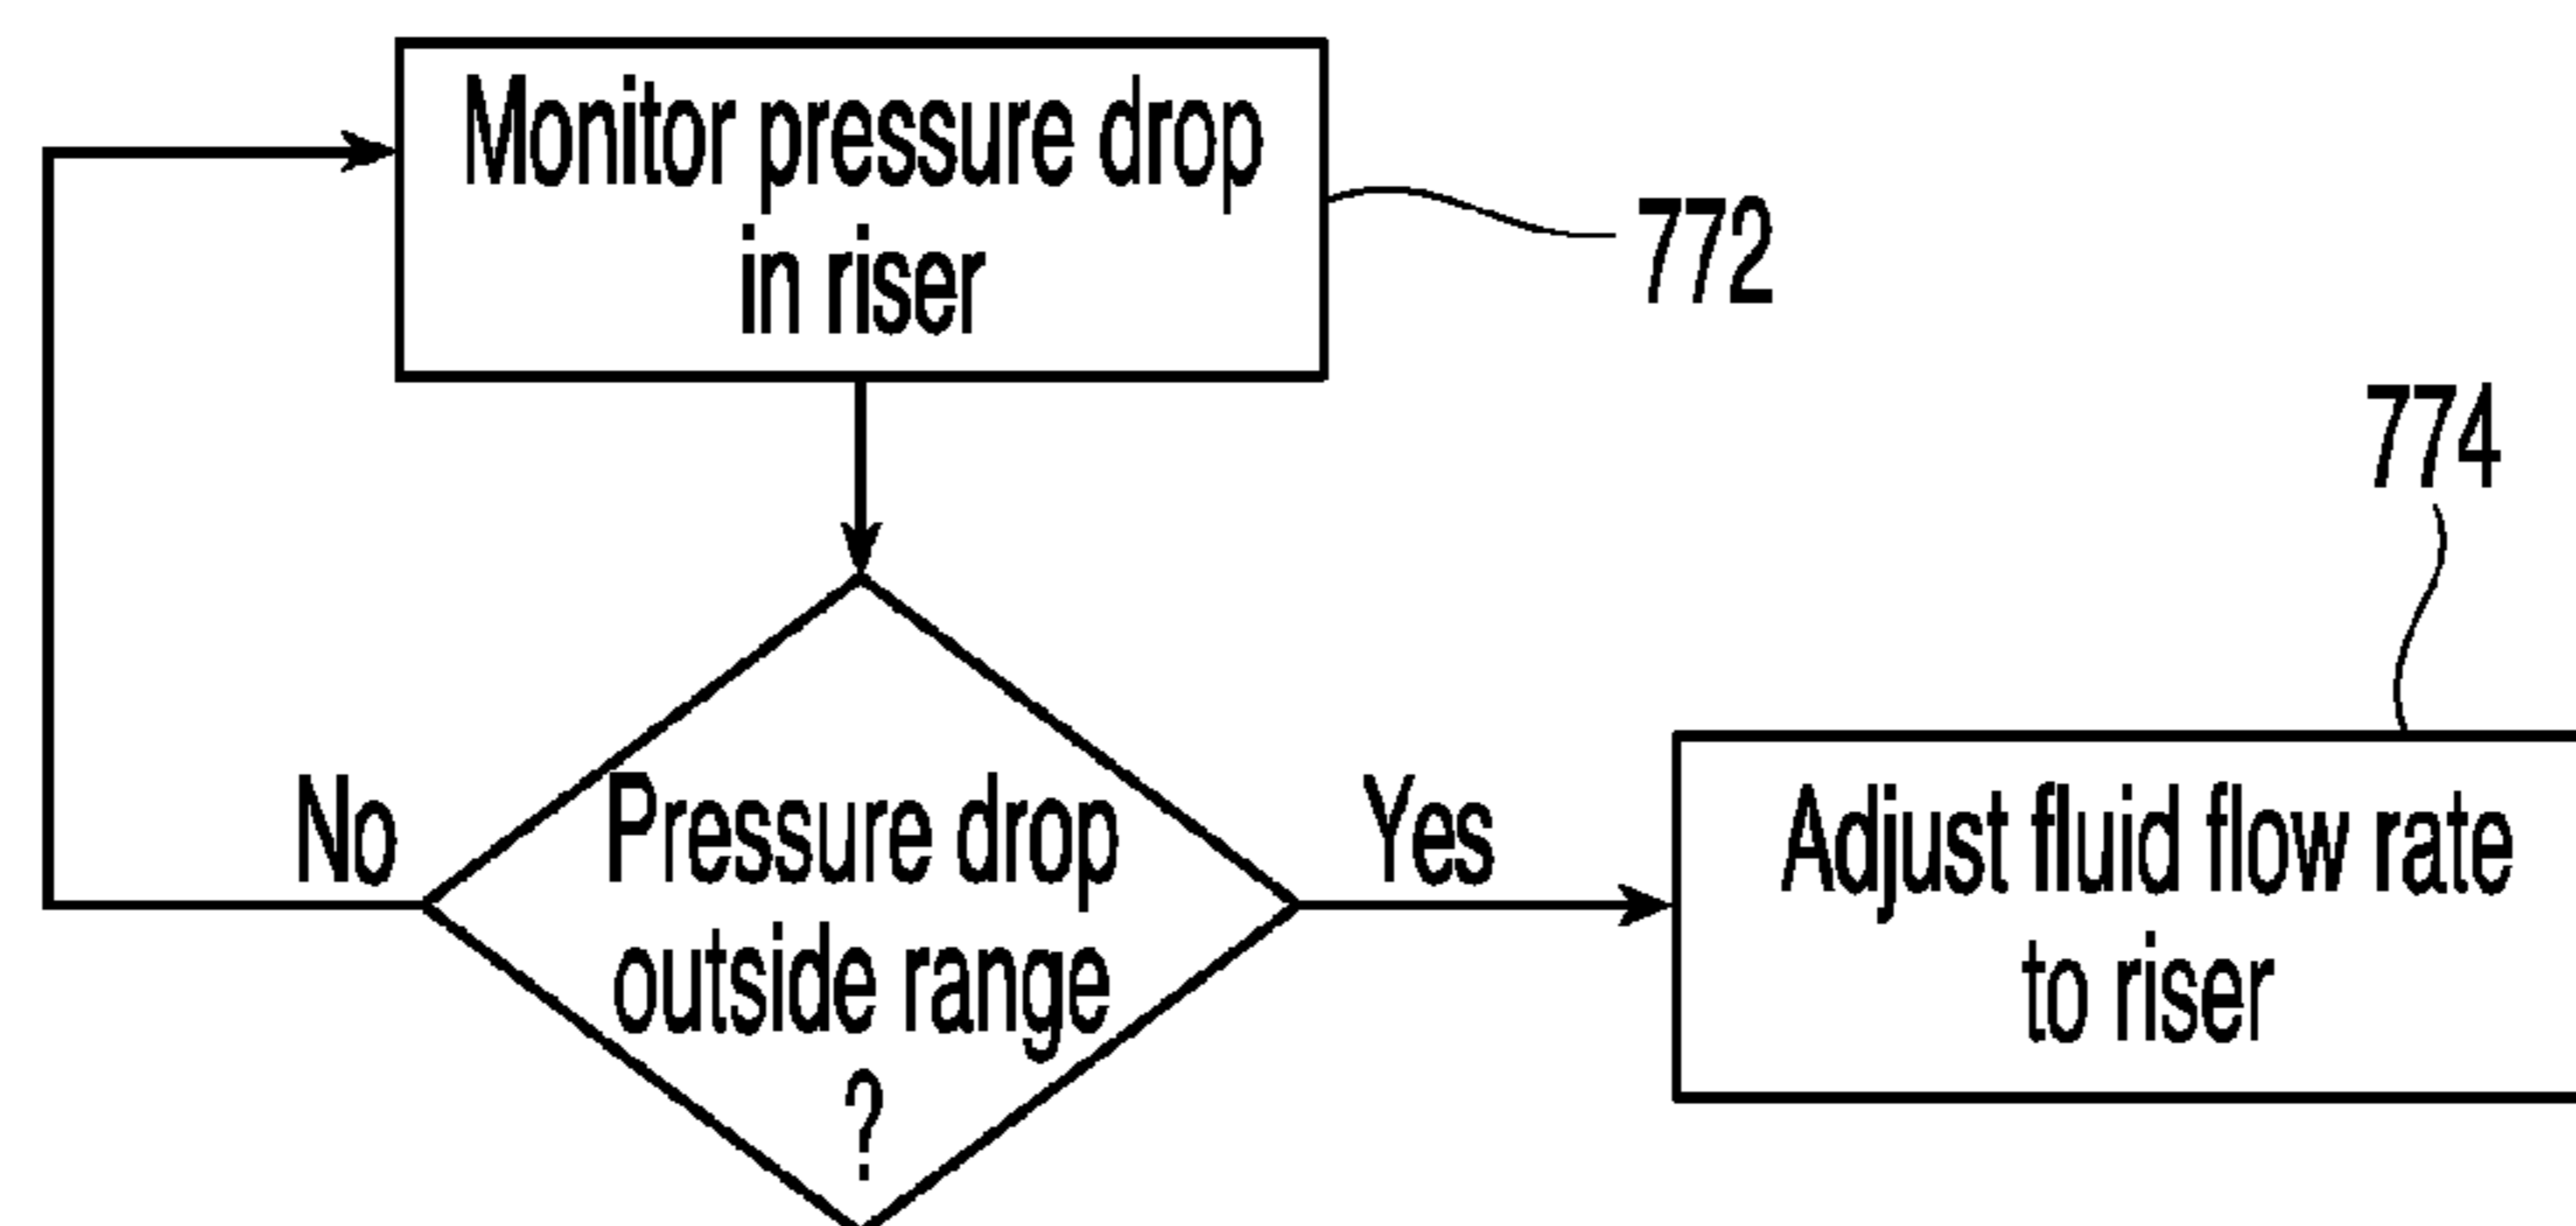 Monitor pressure drop
in riser
772
774
No
Pressure drop
outside range
?
Yes
Adjust fluid flow rate
to riser